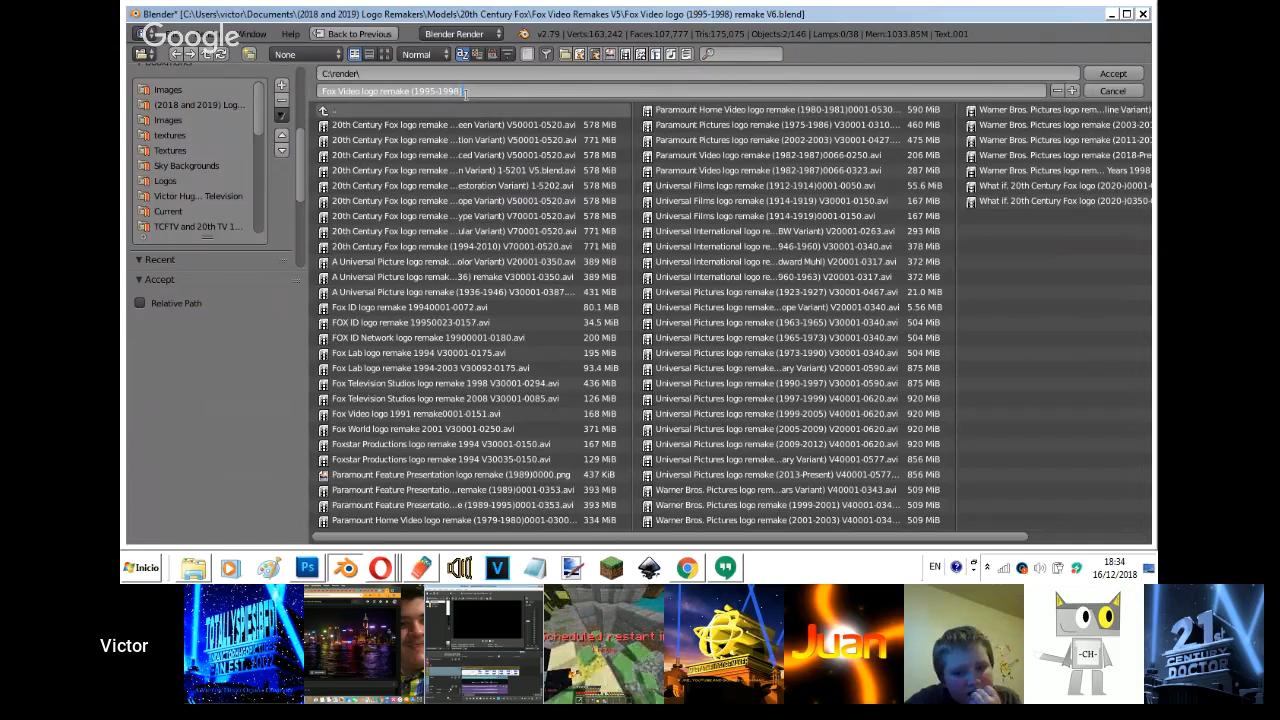 Blender* [C:\Users\victor\Documents\(2018 and 2019) Logo Remakers\Models\20th Century Fox\Fox Video Remakes V5\Fox Video logo (1995-1998) remake V6.blend]
Google
Window Help Back to Previous Blender Render v2.79 | Verts:163,242 | Faces:107,777 | Tris:175,075 | Objects:2/146 | Lamps:0/38 | Mem:1033.85M | Text.001
None Normal
C:\render\ Accept
Fox Video logo remake (1995-1998) Cancel
Images
(2018 and 2019) Log...
Images
textures
Textures
Sky Backgrounds
Logos
Victor Hug... Television
Current
TCFTV and 20th TV 1...
Recent
Accept
Relative Path
..
20th Century Fox logo remake ...een Variant) V50001-0520.avi 578 MiB
20th Century Fox logo remake ...tion Variant) V50001-0520.avi 771 MiB
20th Century Fox logo remake ...ced Variant) V50001-0520.avi 578 MiB
20th Century Fox logo remake ...n Variant) 1-5201 V5.blend.avi 578 MiB
20th Century Fox logo remake ...estoration Variant) 1-5202.avi 578 MiB
20th Century Fox logo remake ...ope Variant) V50001-0520.avi 578 MiB
20th Century Fox logo remake ...ype Variant) V70001-0520.avi 578 MiB
20th Century Fox logo remake ...ular Variant) V70001-0520.avi 771 MiB
20th Century Fox logo remake (1994-2010) V70001-0520.avi 771 MiB
A Universal Picture logo remak...olor Variant) V20001-0350.avi 389 MiB
A Universal Picture logo remak...36) remake V30001-0350.avi 389 MiB
A Universal Picture logo remake (1936-1946) V30001-0387.... 431 MiB
Fox ID logo remake 19940001-0072.avi 80.1 MiB
FOX ID logo remake 19950023-0157.avi 34.5 MiB
FOX ID Network logo remake 19900001-0180.avi 200 MiB
Fox Lab logo remake 1994 V30001-0175.avi 195 MiB
Fox Lab logo remake 1994-2003 V30092-0175.avi 93.4 MiB
Fox Television Studios logo remake 1998 V30001-0294.avi 436 MiB
Fox Television Studios logo remake 2008 V30001-0085.avi 126 MiB
Fox Video logo 1991 remake0001-0151.avi 168 MiB
Fox World logo remake 2001 V30001-0250.avi 371 MiB
Foxstar Productions logo remake 1994 V30001-0150.avi 167 MiB
Foxstar Productions logo remake 1994 V30035-0150.avi 129 MiB
Paramount Feature Presentation logo remake (1989)0000.png 437 KiB
Paramount Feature Presentatio...remake (1989)0001-0353.avi 393 MiB
Paramount Feature Presentatio...e (1989-1995)0001-0353.avi 393 MiB
Paramount Home Video logo remake (1979-1980)0001-0300... 334 MiB
Paramount Home Video logo remake (1980-1981)0001-0530... 590 MiB
Paramount Pictures logo remake (1975-1986) V30001-0310.... 460 MiB
Paramount Pictures logo remake (2002-2003) V30001-0427.... 475 MiB
Paramount Video logo remake (1982-1987)0066-0250.avi 206 MiB
Paramount Video logo remake (1982-1987)0066-0323.avi 287 MiB
Universal Films logo remake (1912-1914)0001-0050.avi 55.6 MiB
Universal Films logo remake (1914-1919) V30001-0150.avi 167 MiB
Universal Films logo remake (1914-1919)0001-0150.avi 167 MiB
Universal International logo re...BW Variant) V20001-0263.avi 293 MiB
Universal International logo re...946-1960) V30001-0340.avi 378 MiB
Universal International logo re...dward Muhl) V20001-0317.avi 372 MiB
Universal International logo re...960-1963) V20001-0317.avi 372 MiB
Universal Pictures logo remake (1923-1927) V30001-0467.avi 21.0 MiB
Universal Pictures logo remake...ope Variant) V20001-0340.avi 5.56 MiB
Universal Pictures logo remake (1963-1965) V30001-0340.avi 504 MiB
Universal Pictures logo remake (1965-1973) V30001-0340.avi 504 MiB
Universal Pictures logo remake (1973-1990) V30001-0340.avi 504 MiB
Universal Pictures logo remake...ary Variant) V20001-0590.avi 875 MiB
Universal Pictures logo remake (1990-1997) V30001-0590.avi 875 MiB
Universal Pictures logo remake (1997-1999) V40001-0620.avi 920 MiB
Universal Pictures logo remake (1999-2005) V40001-0620.avi 920 MiB
Universal Pictures logo remake (2005-2009) V20001-0620.avi 920 MiB
Universal Pictures logo remake (2009-2012) V40001-0620.avi 920 MiB
Universal Pictures logo remake...ary Variant) V40001-0577.avi 856 MiB
Universal Pictures logo remake (2013-Present) V40001-0577... 856 MiB
Warner Bros. Pictures logo rem...ars Variant) V40001-0343.avi 509 MiB
Warner Bros. Pictures logo remake (1999-2001) V40001-034... 509 MiB
Warner Bros. Pictures logo remake (2001-2003) V40001-034... 509 MiB
Warner Bros. Pictures logo rem...line Variant)
Warner Bros. Pictures logo remake (2003-201
Warner Bros. Pictures logo remake (2011-201
Warner Bros. Pictures logo remake (2018-Pre
Warner Bros. Pictures logo rem... Years 1998
What if. 20th Century Fox logo (2020-)0001-0
What if. 20th Century Fox logo (2020-)0350-0
Inicio Ps V EN 18:34
16/12/2018
Victor
Scheduled restart in
Juan
-CH-
21st
CENTURY
DOCTOR